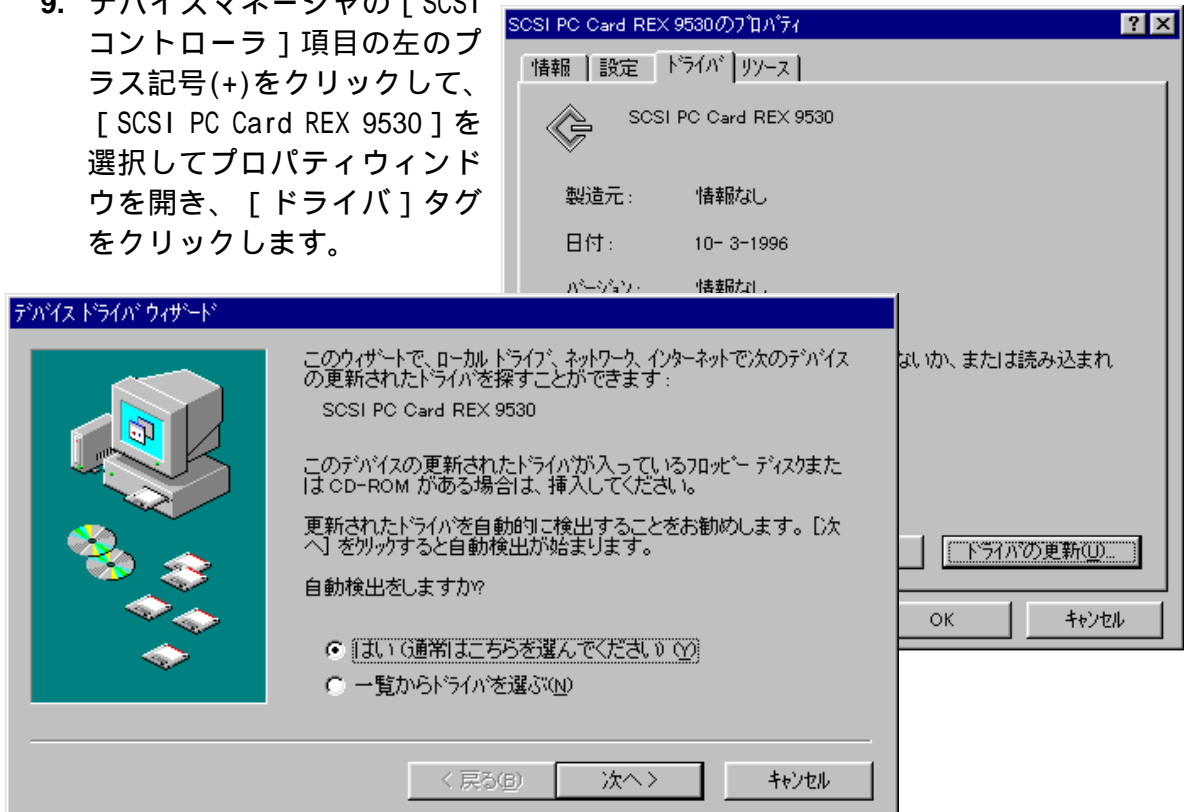 9. デバイスマネージャの［SCSI
コントローラ］項目の左のプ
ラス記号(+)をクリックして、
［SCSI PC Card REX 9530］を
選択してプロパティウィンド
ウを開き、［ドライバ］タグ
をクリックします。
SCSI PC Card REX 9530のﾌﾟﾛﾊﾟﾃｨ
情報 設定 ﾄﾞﾗｲﾊﾞ ﾘｿｰｽ
SCSI PC Card REX 9530
製造元: 情報なし
日付: 10- 3-1996
ﾊﾞｰｼﾞｮﾝ: 情報なし
ないか、または読み込まれ
ﾄﾞﾗｲﾊﾞの更新(U)...
OK ｷｬﾝｾﾙ
ﾃﾞﾊﾞｲｽ ﾄﾞﾗｲﾊﾞ ｳｨｻﾞｰﾄﾞ
このｳｨｻﾞｰﾄﾞで、ﾛｰｶﾙ ﾄﾞﾗｲﾌﾞ、ﾈｯﾄﾜｰｸ、ｲﾝﾀｰﾈｯﾄで次のﾃﾞﾊﾞｲｽ
の更新されたﾄﾞﾗｲﾊﾞを探すことができます:
SCSI PC Card REX 9530
このﾃﾞﾊﾞｲｽの更新されたﾄﾞﾗｲﾊﾞが入っているﾌﾛｯﾋﾟｰ ﾃﾞｨｽｸまた
は CD-ROM がある場合は、挿入してください。
更新されたﾄﾞﾗｲﾊﾞを自動的に検出することをお勧めします。[次
へ] をｸﾘｯｸすると自動検出が始まります。
自動検出をしますか?
はい (通常はこちらを選んでください) (Y)
一覧からﾄﾞﾗｲﾊﾞを選ぶ(N)
< 戻る(B) 次へ > ｷｬﾝｾﾙ